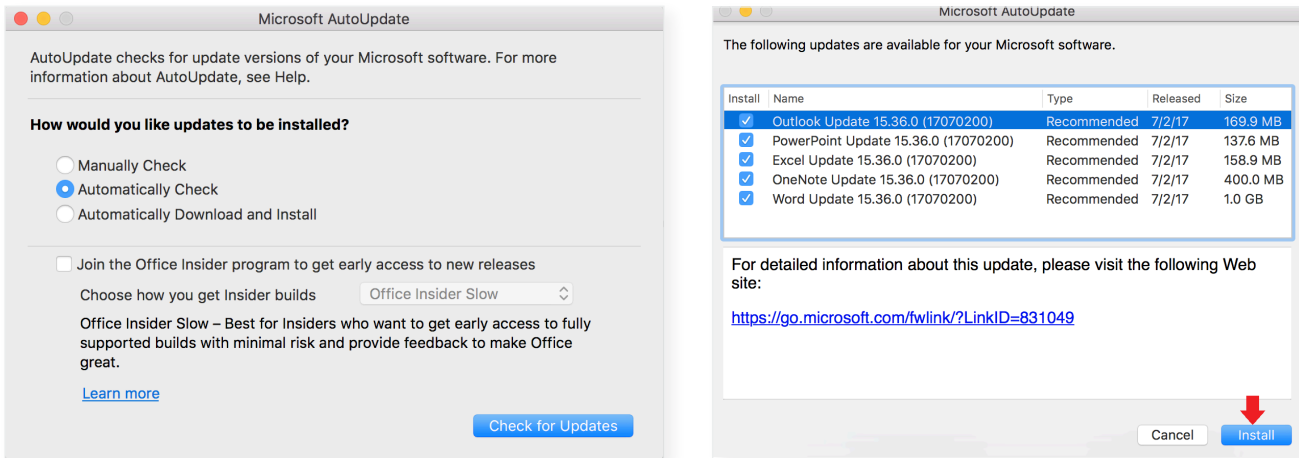 Microsoft AutoUpdate
AutoUpdate checks for update versions of your Microsoft software. For more
information about AutoUpdate, see Help.
How would you like updates to be installed?
Manually Check
Automatically Check
Automatically Download and Install
Join the Office Insider program to get early access to new releases
Choose how you get Insider builds Office Insider Slow
Office Insider Slow – Best for Insiders who want to get early access to fully
supported builds with minimal risk and provide feedback to make Office
great.
Learn more
Check for Updates
Microsoft AutoUpdate
The following updates are available for your Microsoft software.
Install Name Type Released Size
Outlook Update 15.36.0 (17070200) Recommended 7/2/17 169.9 MB
PowerPoint Update 15.36.0 (17070200) Recommended 7/2/17 137.6 MB
Excel Update 15.36.0 (17070200) Recommended 7/2/17 158.9 MB
OneNote Update 15.36.0 (17070200) Recommended 7/2/17 400.0 MB
Word Update 15.36.0 (17070200) Recommended 7/2/17 1.0 GB
For detailed information about this update, please visit the following Web
site:
https://go.microsoft.com/fwlink/?LinkID=831049
Cancel Install